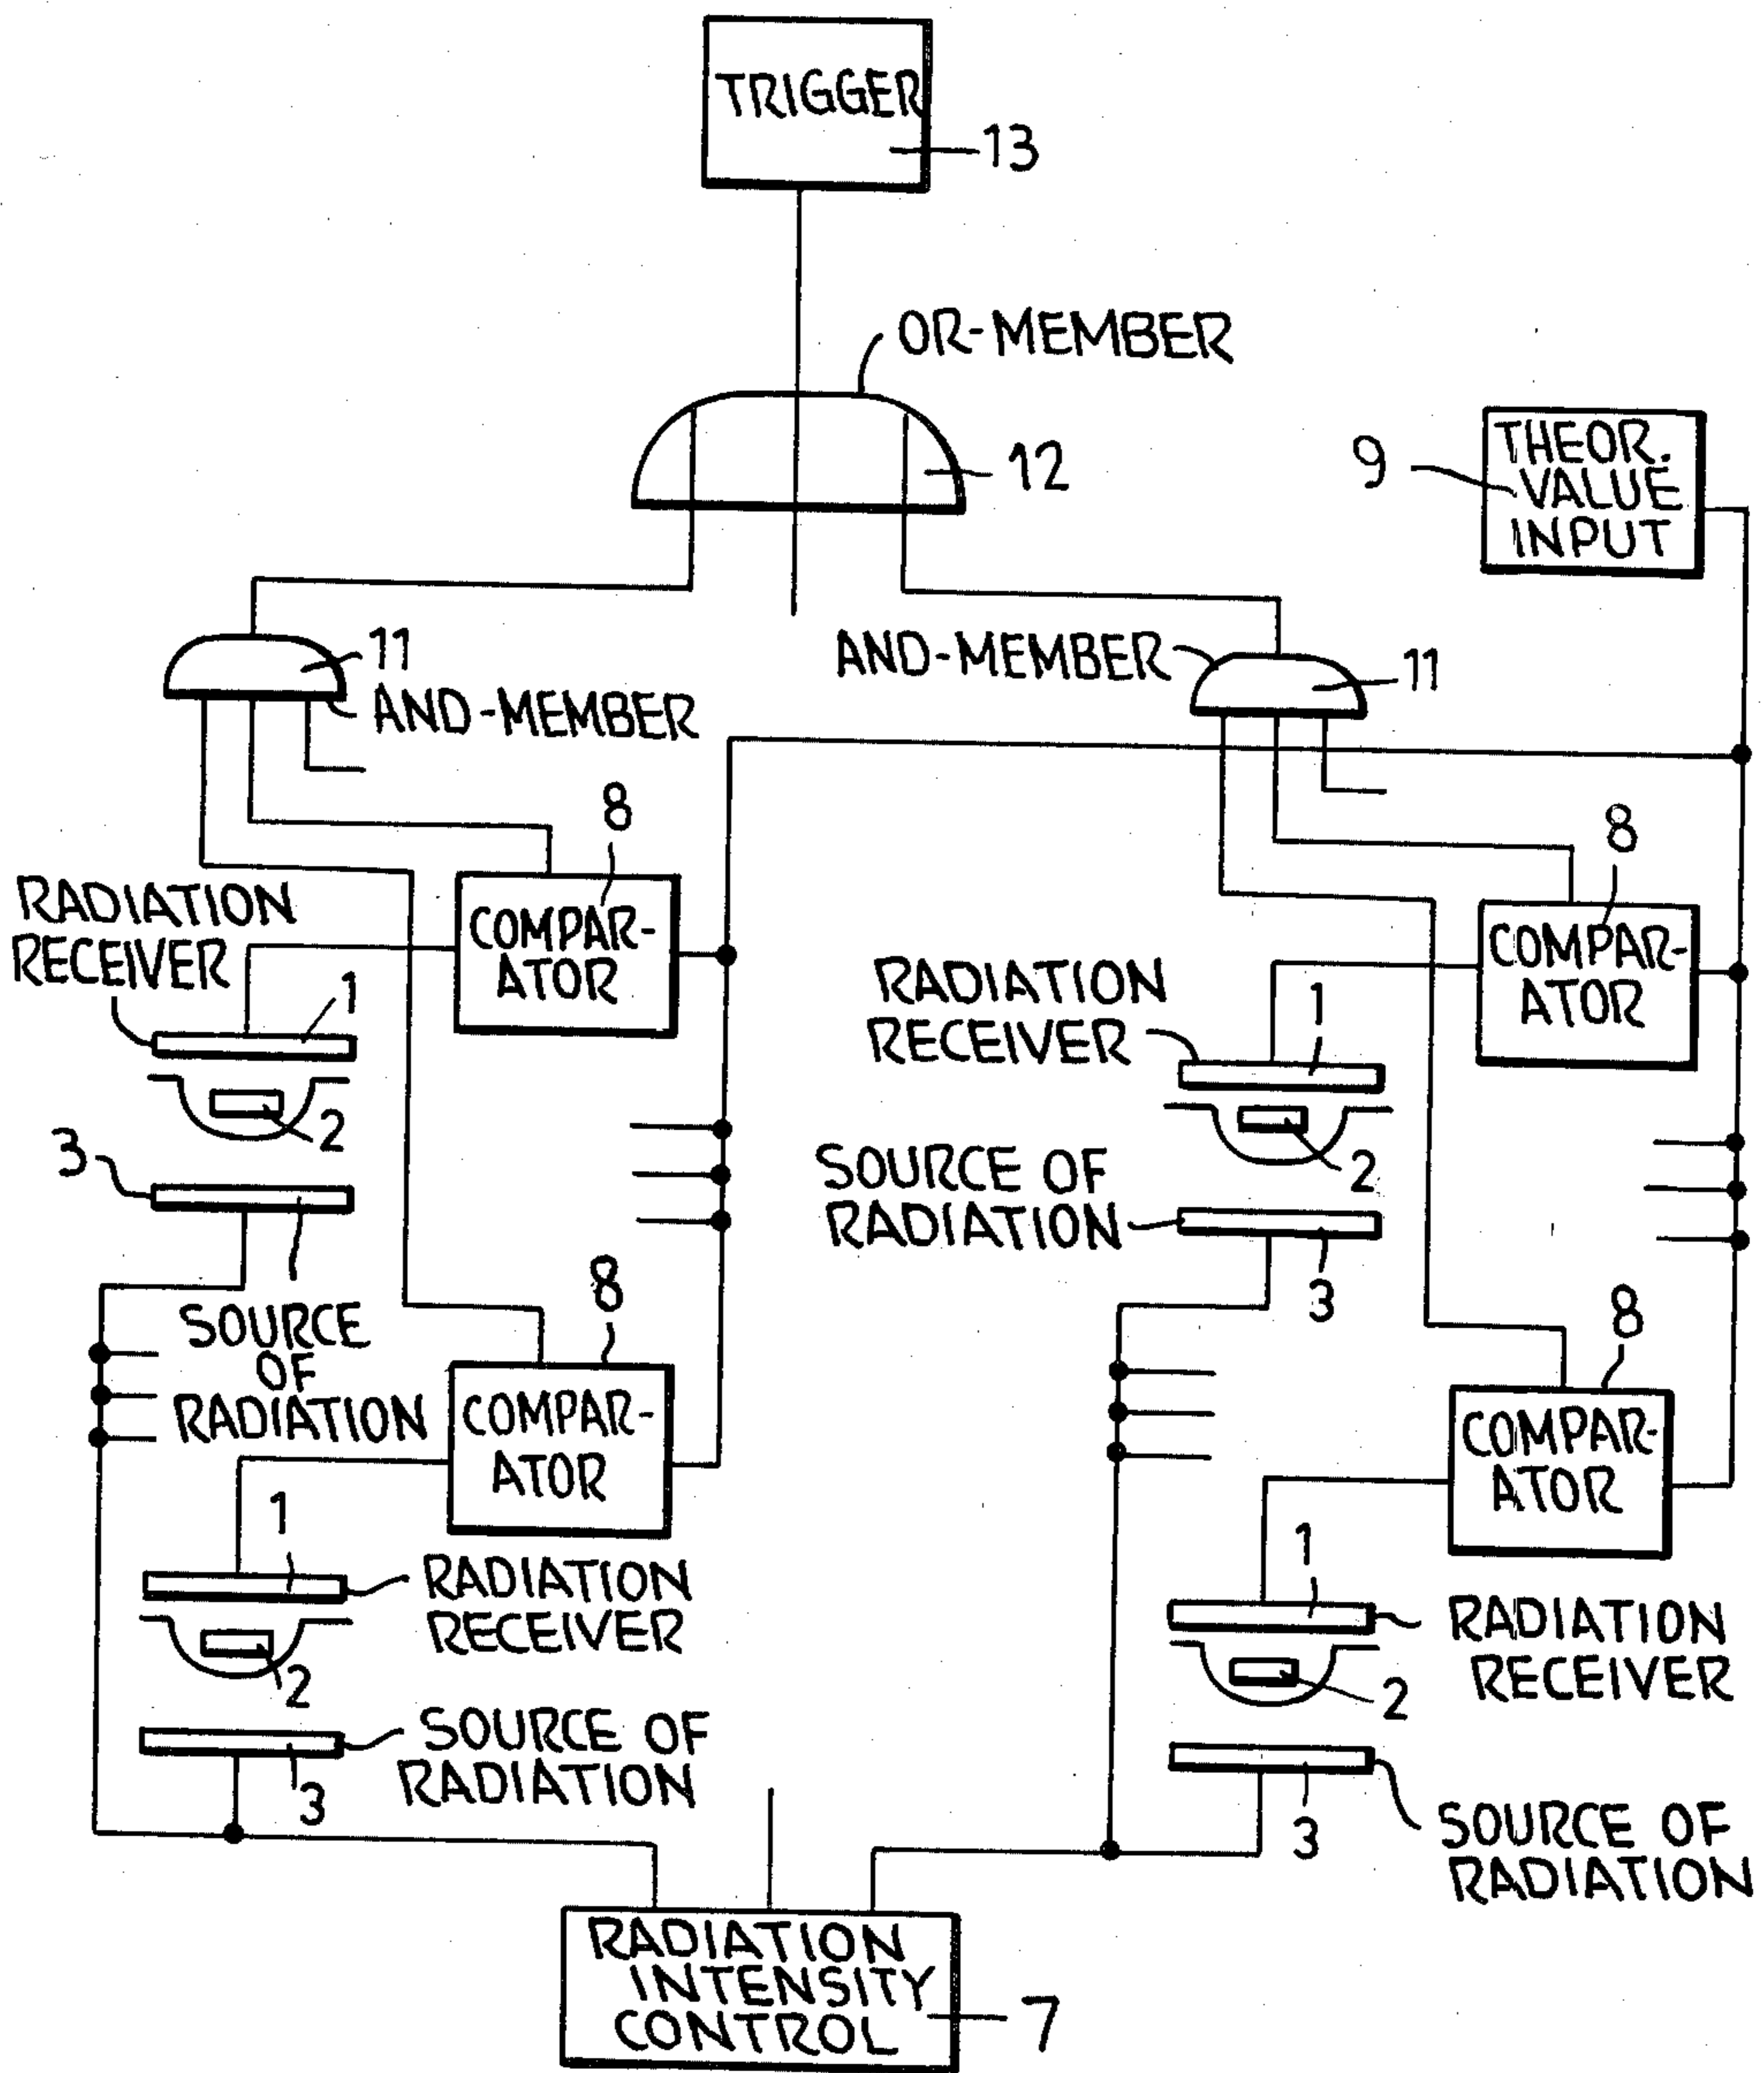 TRIGGER
13
OR-MEMBER
12
9
THEOR.
VALUE
INPUT
11
AND-MEMBER
AND-MEMBER
11
8
8
RADIATION
RECEIVER
COMPAR-
ATOR
1
RADIATION
RECEIVER
1
COMPAR-
ATOR
2
3
SOURCE OF
RADIATION
2
3
SOURCE
OF
RADIATION
8
COMPAR-
ATOR
8
COMPAR-
ATOR
1
RADIATION
RECEIVER
1
RADIATION
RECEIVER
2
2
SOURCE OF
RADIATION
3
3
SOURCE OF
RADIATION
RADIATION
INTENSITY
CONTROL
7